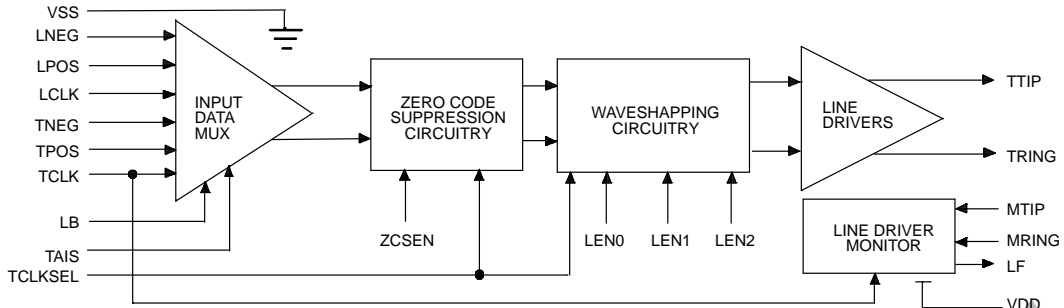 VSS
LNEG
LPOS
LCLK
TNEG
TPOS
TCLK
LB
TAIS
TCLKSEL
INPUT
DATA
MUX
ZERO CODE
SUPPRESSION
CIRCUITRY
ZCSEN
WAVESHAPPING
CIRCUITRY
LEN0
LEN1
LEN2
LINE
DRIVERS
TTIP
TRING
LINE DRIVER
MONITOR
MTIP
MRING
LF
VDD